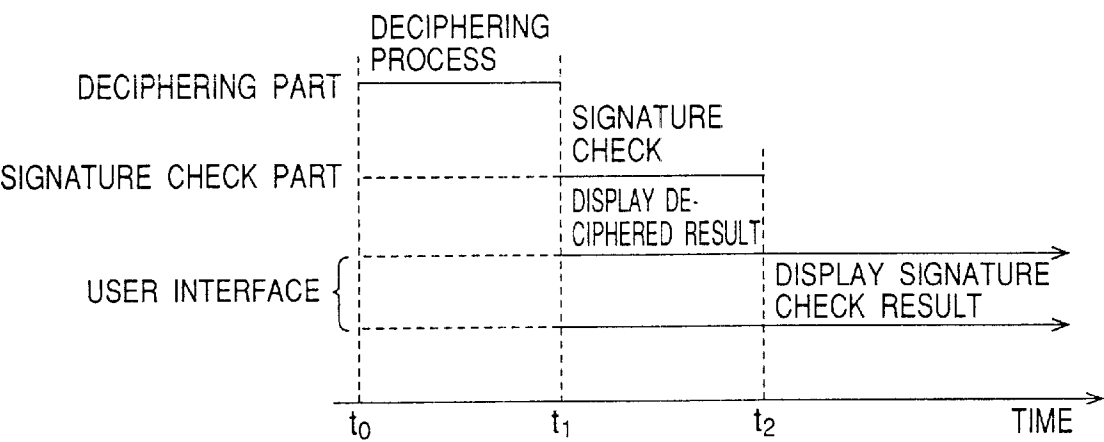 DECIPHERING
PROCESS
DECIPHERING PART
SIGNATURE
CHECK
SIGNATURE CHECK PART
DISPLAY DE-
CIPHERED RESULT
USER INTERFACE {
DISPLAY SIGNATURE
CHECK RESULT
t0 t1 t2 TIME